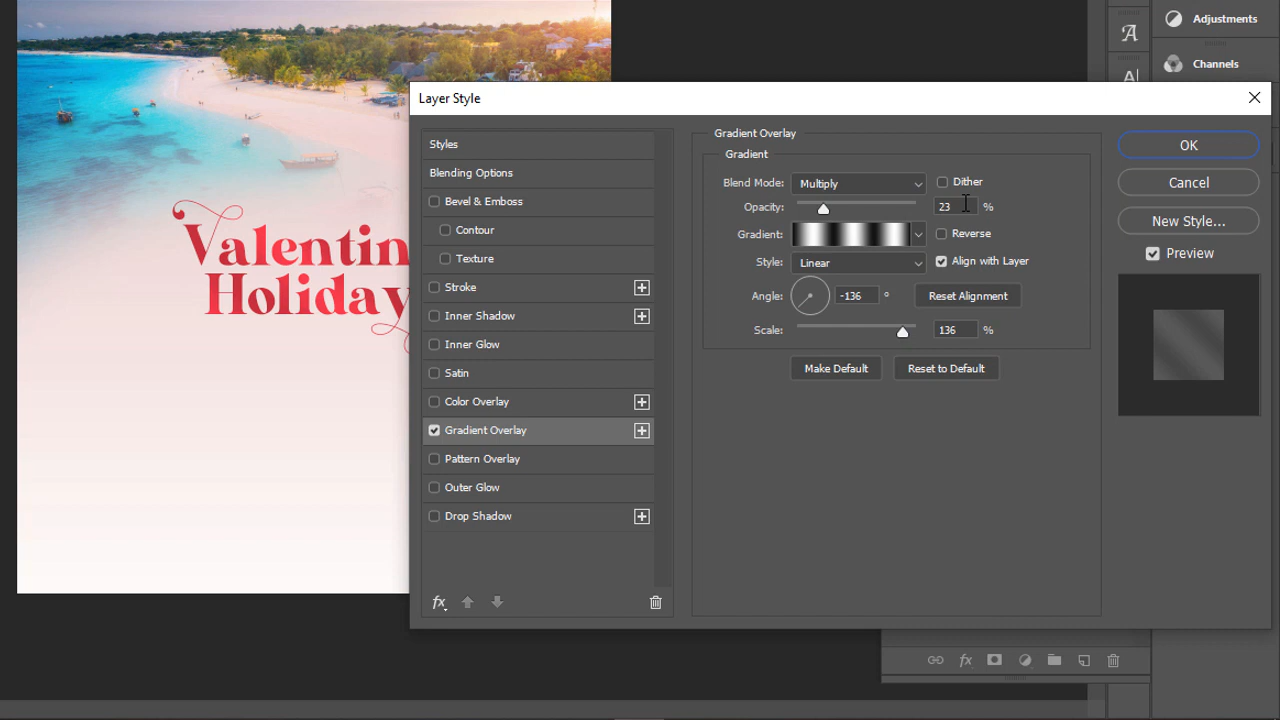 Adjustments
A
Channels
A
Layer Style
Styles
Blending Options
Bevel & Emboss
Contour
Texture
Stroke
Inner Shadow
Inner Glow
Satin
Color Overlay
Gradient Overlay
Pattern Overlay
Outer Glow
Drop Shadow
fx
Gradient Overlay
Gradient
Blend Mode: Multiply Dither
Opacity: 23 %
Gradient: Reverse
Style: Linear Align with Layer
Angle: -136 ° Reset Alignment
Scale: 136 %
Make Default Reset to Default
OK
Cancel
New Style...
Preview
Valentin
Holiday
fx